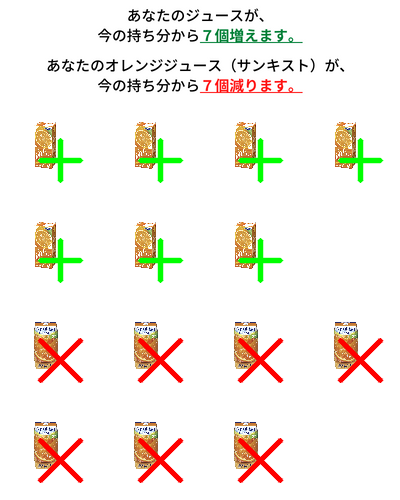 あなたのジュースが、
今の持ち分から７個増えます。
あなたのオレンジジュース（サンキスト）が、
今の持ち分から７個減ります。